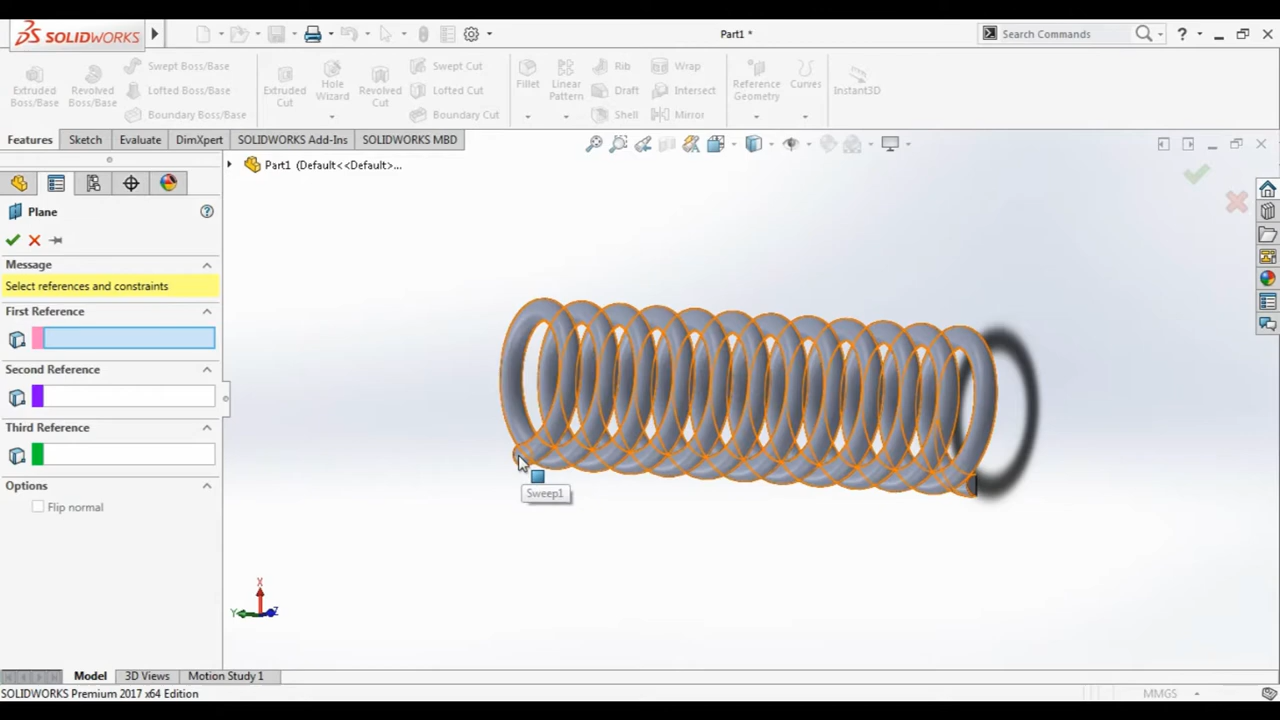 SOLIDWORKS
Part1 *
Search Commands
?
Extruded Boss/Base
Revolved Boss/Base
Swept Boss/Base
Lofted Boss/Base
Boundary Boss/Base
Extruded Cut
Hole Wizard
Revolved Cut
Swept Cut
Lofted Cut
Boundary Cut
Fillet
Linear Pattern
Rib
Draft
Shell
Wrap
Intersect
Mirror
Reference Geometry
Curves
Instant3D
Features
Sketch
Evaluate
DimXpert
SOLIDWORKS Add-Ins
SOLIDWORKS MBD
Part1 (Default<<Default>...
Plane
?
Message
Select references and constraints
First Reference
Second Reference
Third Reference
Options
Flip normal
Sweep1
X
Y
Z
Model
3D Views
Motion Study 1
SOLIDWORKS Premium 2017 x64 Edition
MMGS